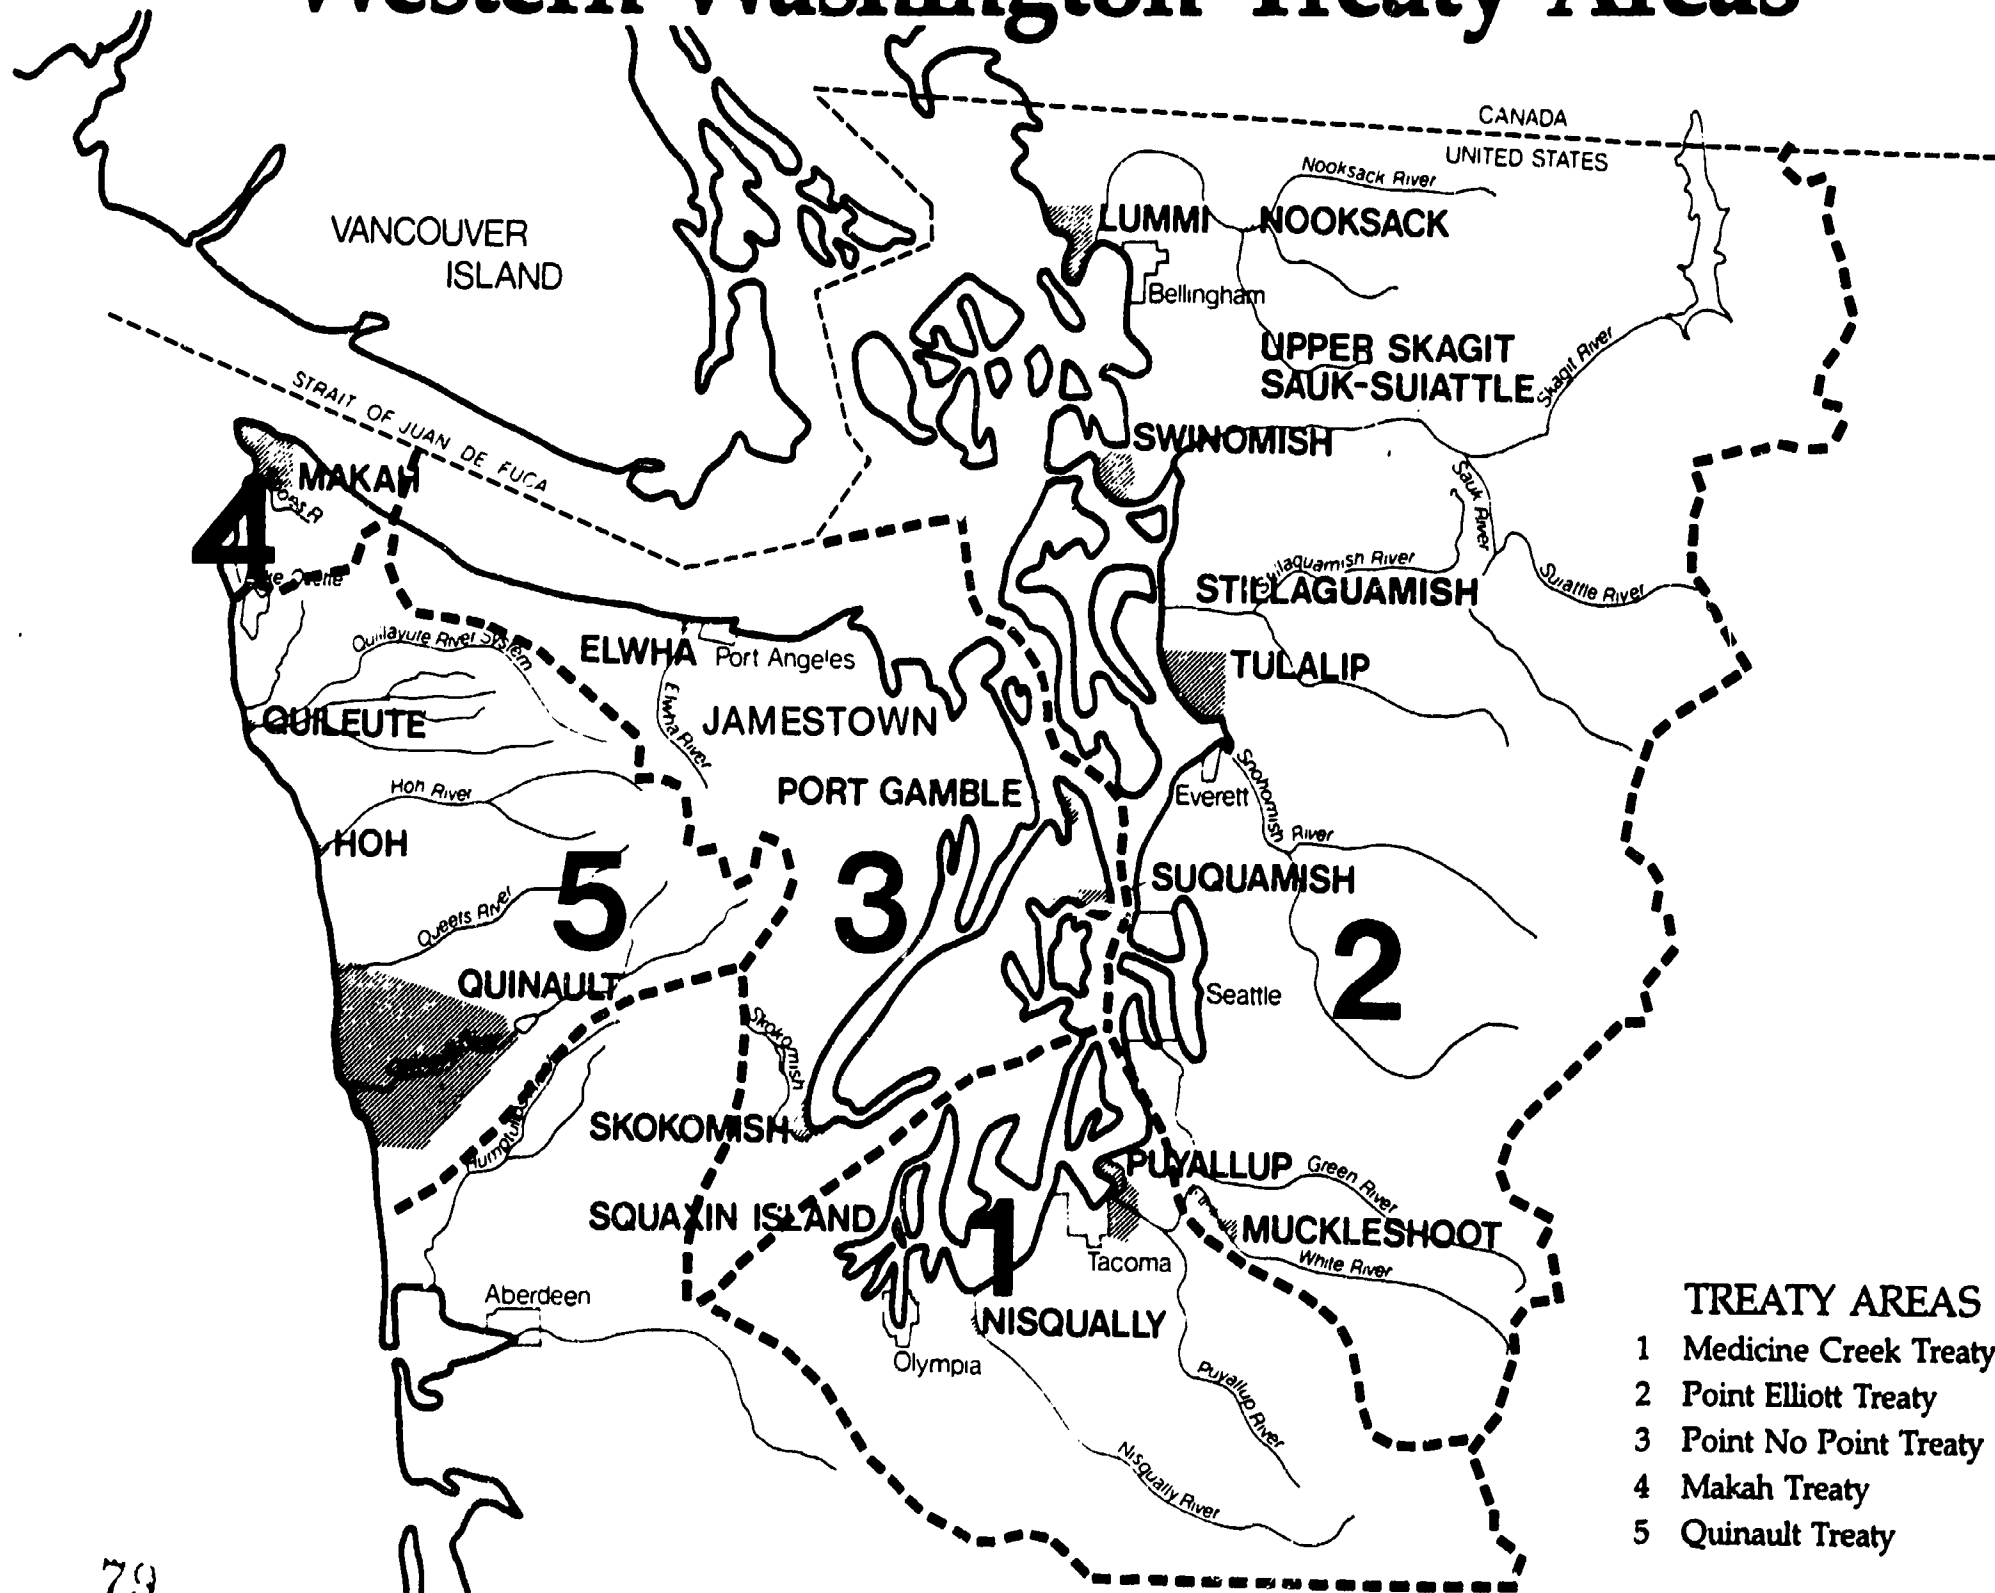 Western Washington Treaty Areas
CANADA
UNITED STATES
Nooksack River
LUMMI
NOOKSACK
VANCOUVER
ISLAND
Bellingham
UPPER SKAGIT
SAUK-SUIATTLE
Skagit River
STRAIT OF JUAN DE FUCA
SWINOMISH
MAKAH
4
Sauk River
Stillaguamish River
STILLAGUAMISH
Suiattle River
Quillayute River System
ELWHA
Port Angeles
TULALIP
Elwha River
QUILEUTE
JAMESTOWN
Hoh River
PORT GAMBLE
Everett
Snohomish River
HOH
5
3
SUQUAMISH
Queets River
2
QUINAULT
Seattle
Skokomish
SKOKOMISH
PUYALLUP
Green River
SQUAXIN ISLAND
1
MUCKLESHOOT
Tacoma
White River
Aberdeen
NISQUALLY
Olympia
Puyallup River
Nisqually River
TREATY AREAS
1 Medicine Creek Treaty
2 Point Elliott Treaty
3 Point No Point Treaty
4 Makah Treaty
5 Quinault Treaty